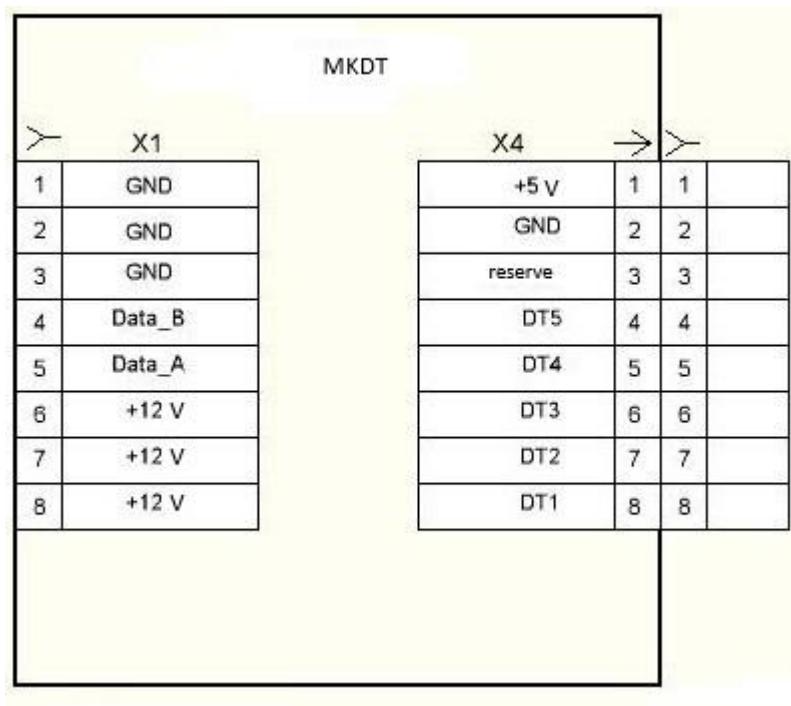 MKDT
X1
X4
1 GND
+5 V 1 1
2 GND
GND 2 2
3 GND
reserve 3 3
4 Data_B
DT5 4 4
5 Data_A
DT4 5 5
6 +12 V
DT3 6 6
7 +12 V
DT2 7 7
8 +12 V
DT1 8 8